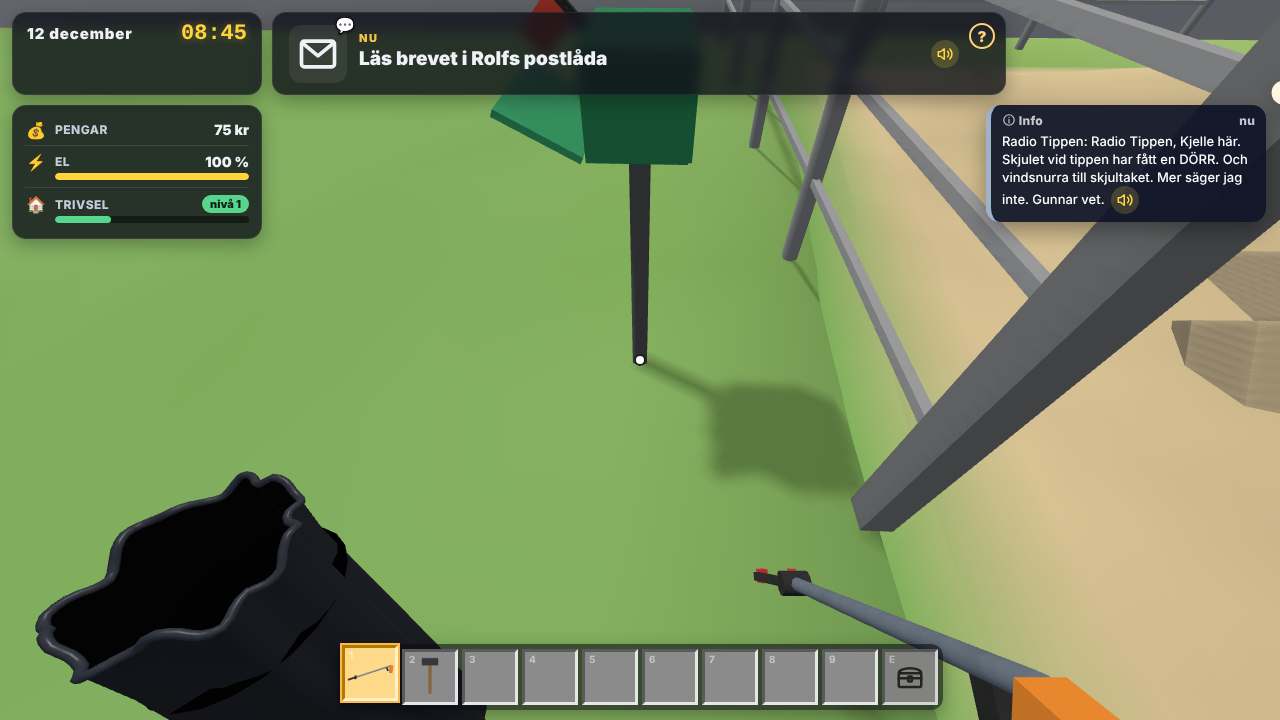 12 december
08:45
NU
Läs brevet i Rolfs postlåda
?
PENGAR
75 kr
EL
100 %
TRIVSEL
nivå 1
Info
nu
Radio Tippen: Radio Tippen, Kjelle här.
Skjulet vid tippen har fått en DÖRR. Och
vindsnurra till skjultaket. Mer säger jag
inte. Gunnar vet.
1
2
3
4
5
6
7
8
9
E